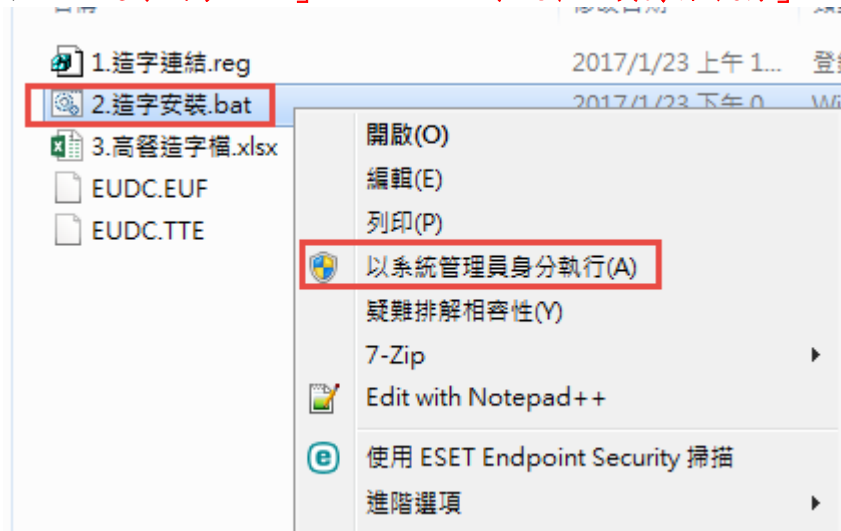 1.造字連結.reg 2017/1/23 上午 1... 登
2.造字安裝.bat 2017/1/23 下午 0... Wi
3.高餐造字檔.xlsx
EUDC.EUF
EUDC.TTE
開啟(O)
編輯(E)
列印(P)
以系統管理員身分執行(A)
疑難排解相容性(Y)
7-Zip
Edit with Notepad++
使用 ESET Endpoint Security 掃描
進階選項